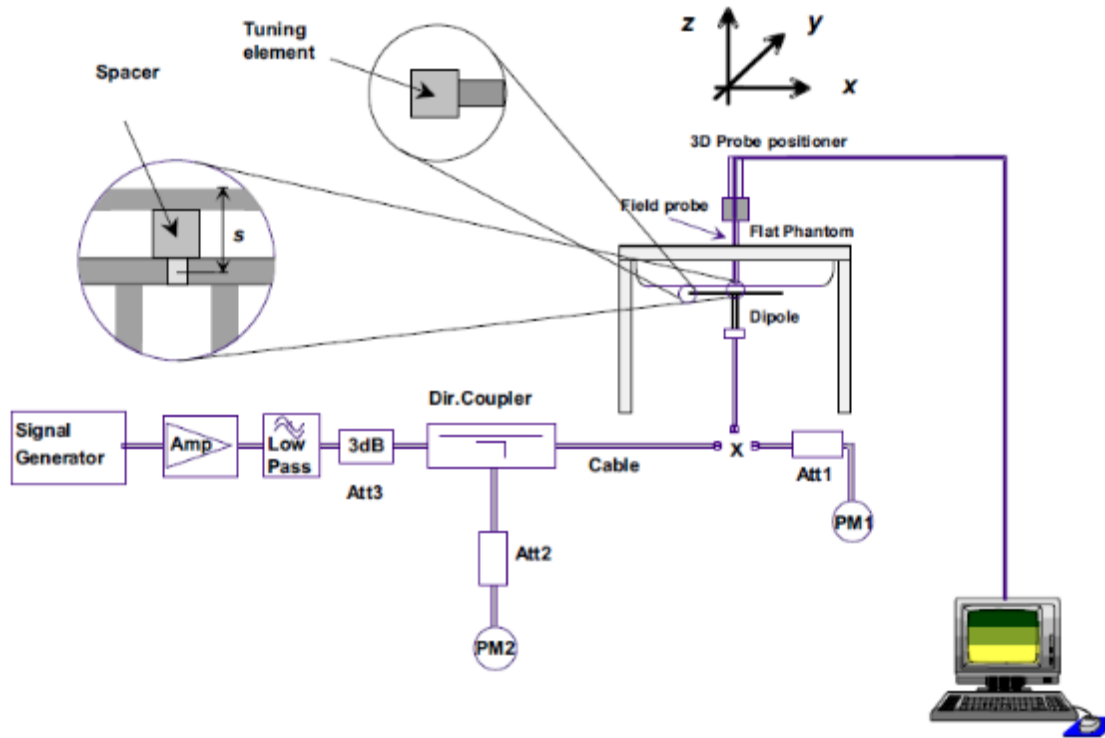 Tuning
element
Spacer
s
z
y
x
3D Probe positioner
Field probe
Flat Phantom
Dipole
Dir.Coupler
Signal
Generator
Amp
Low
Pass
3dB
Att3
Cable
X
Att1
PM1
Att2
PM2